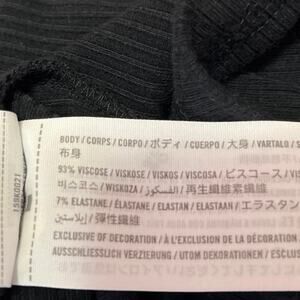 BODY / CORPS / CORPO / ボディ / CUERPO / 大身 / VARTALO /
布身
93% VISCOSE / VISKOSE / VISKOS / VISCOSA / ビスコース /
비스코스 / WISKOZA / الفسكوز / 再生纖維素纖維
7% ELASTANE / ÉLASTANE / ELASTAN / ELASTAAN / エラスタン
إيلاستين / 彈性纖維
EXCLUSIVE OF DECORATION / À L'EXCLUSION DE LA DÉCORATION
AUSSCHLIESSLICH VERZIERUNG / UTOM DEKORATIONEN /
159K0021